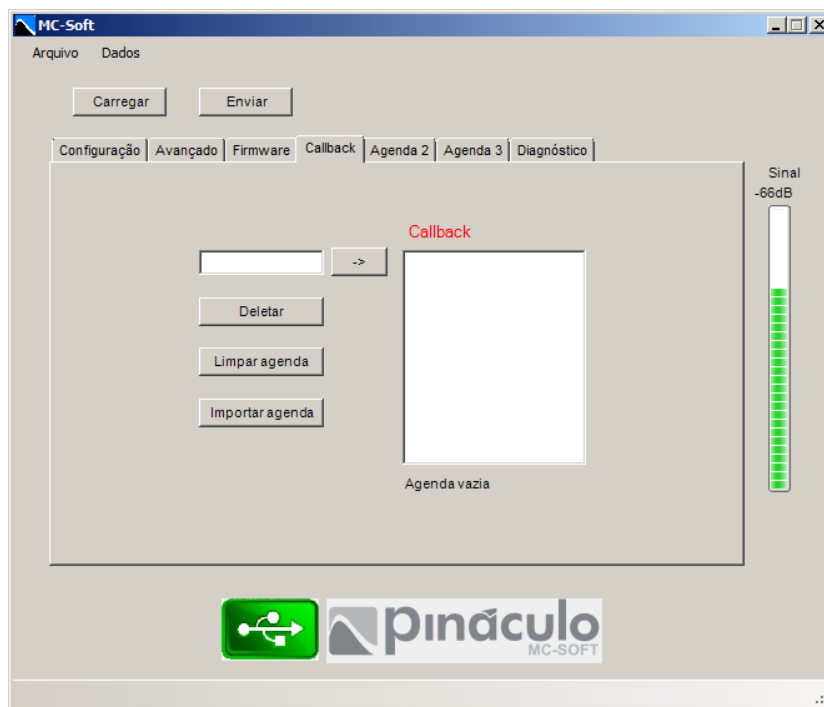 MC-Soft
Arquivo Dados
Carregar Enviar
Configuração Avançado Firmware Callback Agenda 2 Agenda 3 Diagnóstico
Sinal
-66dB
Callback
->
Deletar
Limpar agenda
Importar agenda
Agenda vazia
pináculo
MC-SOFT